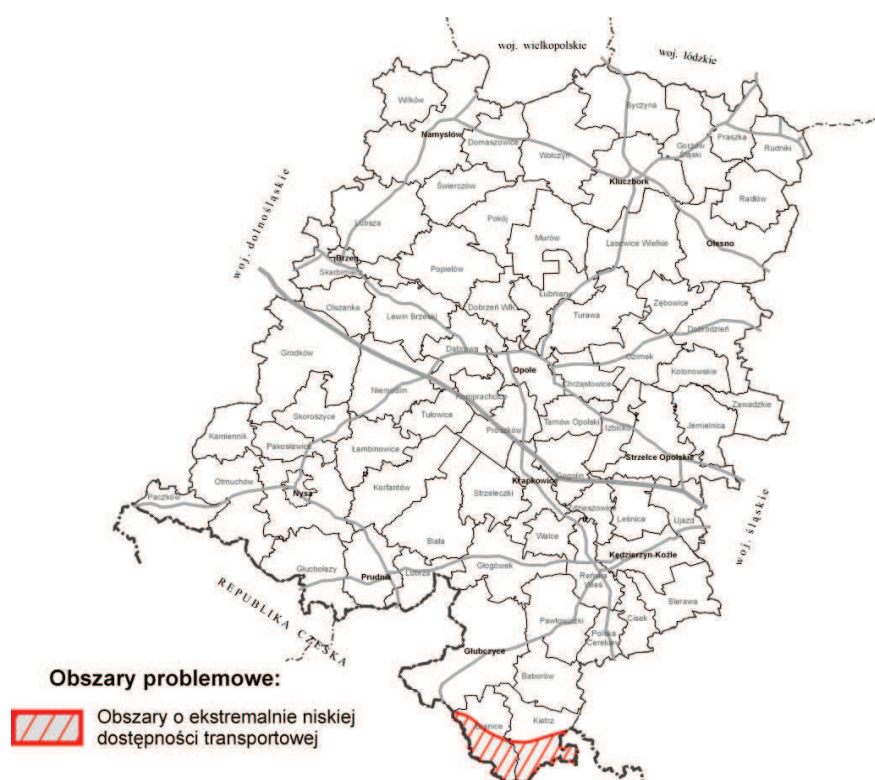 woj. wielkopolskie
woj. łódzkie
Wilków
Byczyna
Namysłów
Domaszowice
Wołczyn
Gorzów
Śląski
Praszka
Rudniki
Kluczbork
Świerczów
Radłów
Lubsza
Pokój
Murów
Lasowice Wielkie
Olesno
woj. dolnośląskie
Brzeg
Skarbimierz
Popielów
Olszanka
Lewin Brzeski
Dobrzeń Wlk.
Łubniany
Turawa
Zębowice
Dobrodzień
Grodków
Dąbrowa
Opole
Ozimek
Kolonowskie
Niemodlin
Komprachcice
Chrząstowice
Zawadzkie
Skoroszyce
Tułowice
Prószków
Tarnów Opolski
Izbicko
Jemielnica
Kamiennik
Pakosławice
Łambinowice
Strzelce Opolskie
Otmuchów
Paczków
Nysa
Korfantów
Strzeleczki
Krapkowice
Gogolin
Zdzieszowice
Leśnica
Ujazd
woj. śląskie
Biała
Walce
Kędzierzyn-Koźle
Głuchołazy
Prudnik
Lubrza
Głogówek
Reńska
Wieś
Bierawa
REPUBLIKA CZESKA
Pawłowiczki
Cisek
Polska
Cerekiew
Głubczyce
Baborów
Branice
Kietrz
Obszary problemowe:
Obszary o ekstremalnie niskiej
dostępności transportowej